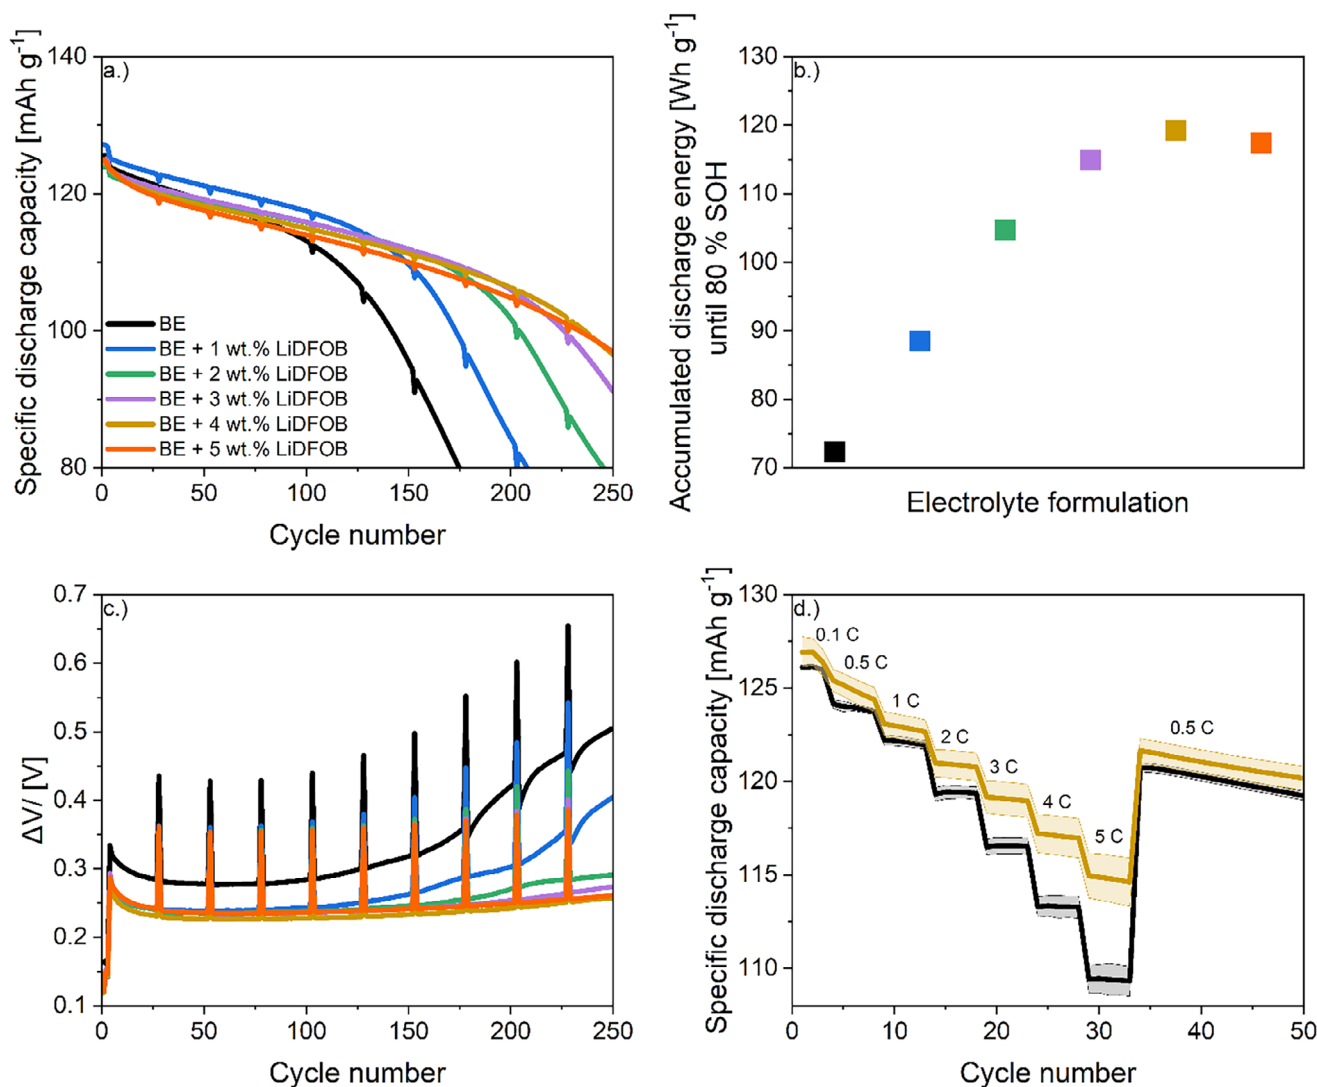 a.)
Specific discharge capacity [mAh g⁻¹]
140
120
100
80
BE
BE + 1 wt.% LiDFOB
BE + 2 wt.% LiDFOB
BE + 3 wt.% LiDFOB
BE + 4 wt.% LiDFOB
BE + 5 wt.% LiDFOB
0 50 100 150 200 250
Cycle number
b.)
Accumulated discharge energy [Wh g⁻¹]
until 80 % SOH
130
120
110
100
90
80
70
Electrolyte formulation
c.)
ΔV/ [V]
0.7
0.6
0.5
0.4
0.3
0.2
0.1
0 50 100 150 200 250
Cycle number
d.)
Specific discharge capacity [mAh g⁻¹]
130
125
120
115
110
0.1 C
0.5 C
1 C
2 C
3 C
4 C
5 C
0.5 C
0 10 20 30 40 50
Cycle number